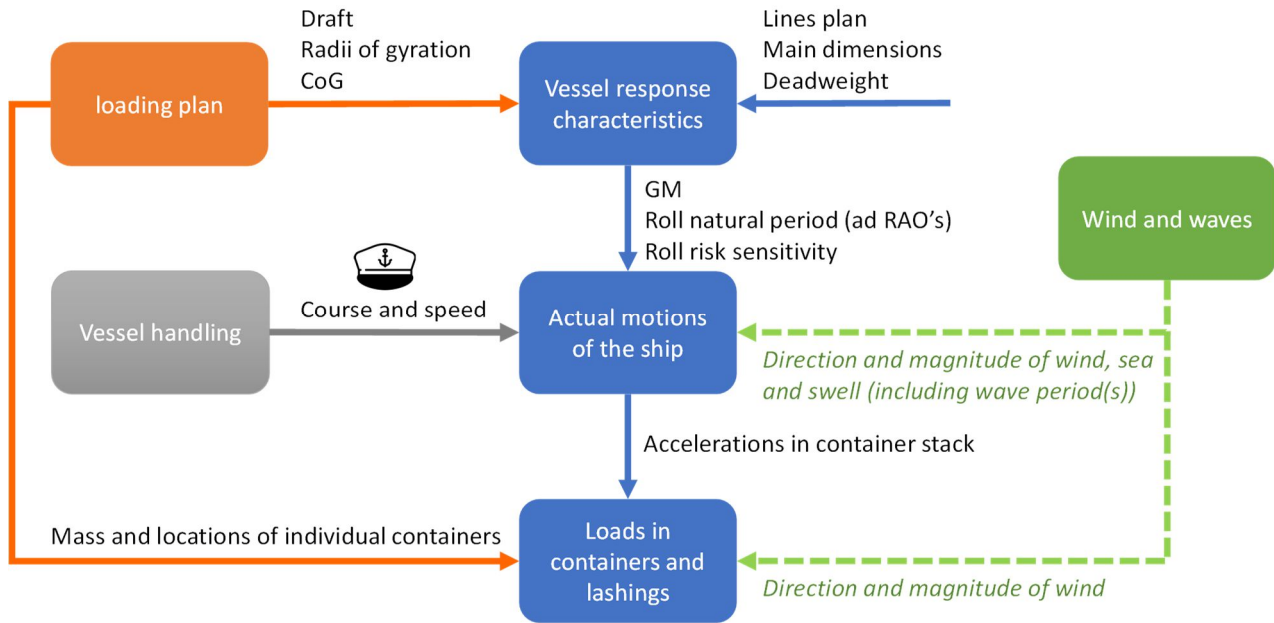 Draft
Radii of gyration
CoG
Lines plan
Main dimensions
Deadweight
loading plan
Vessel response
characteristics
GM
Roll natural period (ad RAO's)
Roll risk sensitivity
Wind and waves
Vessel handling
Course and speed
Actual motions
of the ship
Direction and magnitude of wind, sea
and swell (including wave period(s))
Accelerations in container stack
Mass and locations of individual containers
Loads in
containers and
lashings
Direction and magnitude of wind